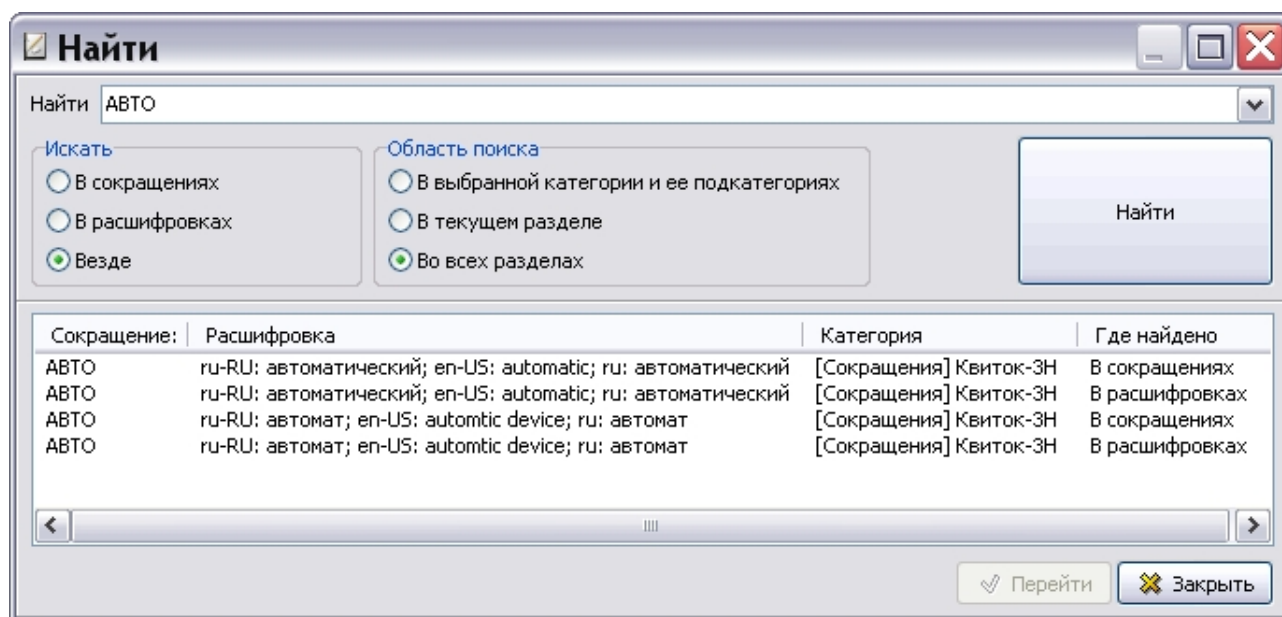 Найти
Найти АВТО
Искать Область поиска
В сокращениях В выбранной категории и ее подкатегориях
В расшифровках В текущем разделе Найти
Везде Во всех разделах
Сокращение: Расшифровка Категория Где найдено
АВТО ru-RU: автоматический; en-US: automatic; ru: автоматический [Сокращения] Квиток-3Н В сокращениях
АВТО ru-RU: автоматический; en-US: automatic; ru: автоматический [Сокращения] Квиток-3Н В расшифровках
АВТО ru-RU: автомат; en-US: automtic device; ru: автомат [Сокращения] Квиток-3Н В сокращениях
АВТО ru-RU: автомат; en-US: automtic device; ru: автомат [Сокращения] Квиток-3Н В расшифровках
Перейти Закрыть